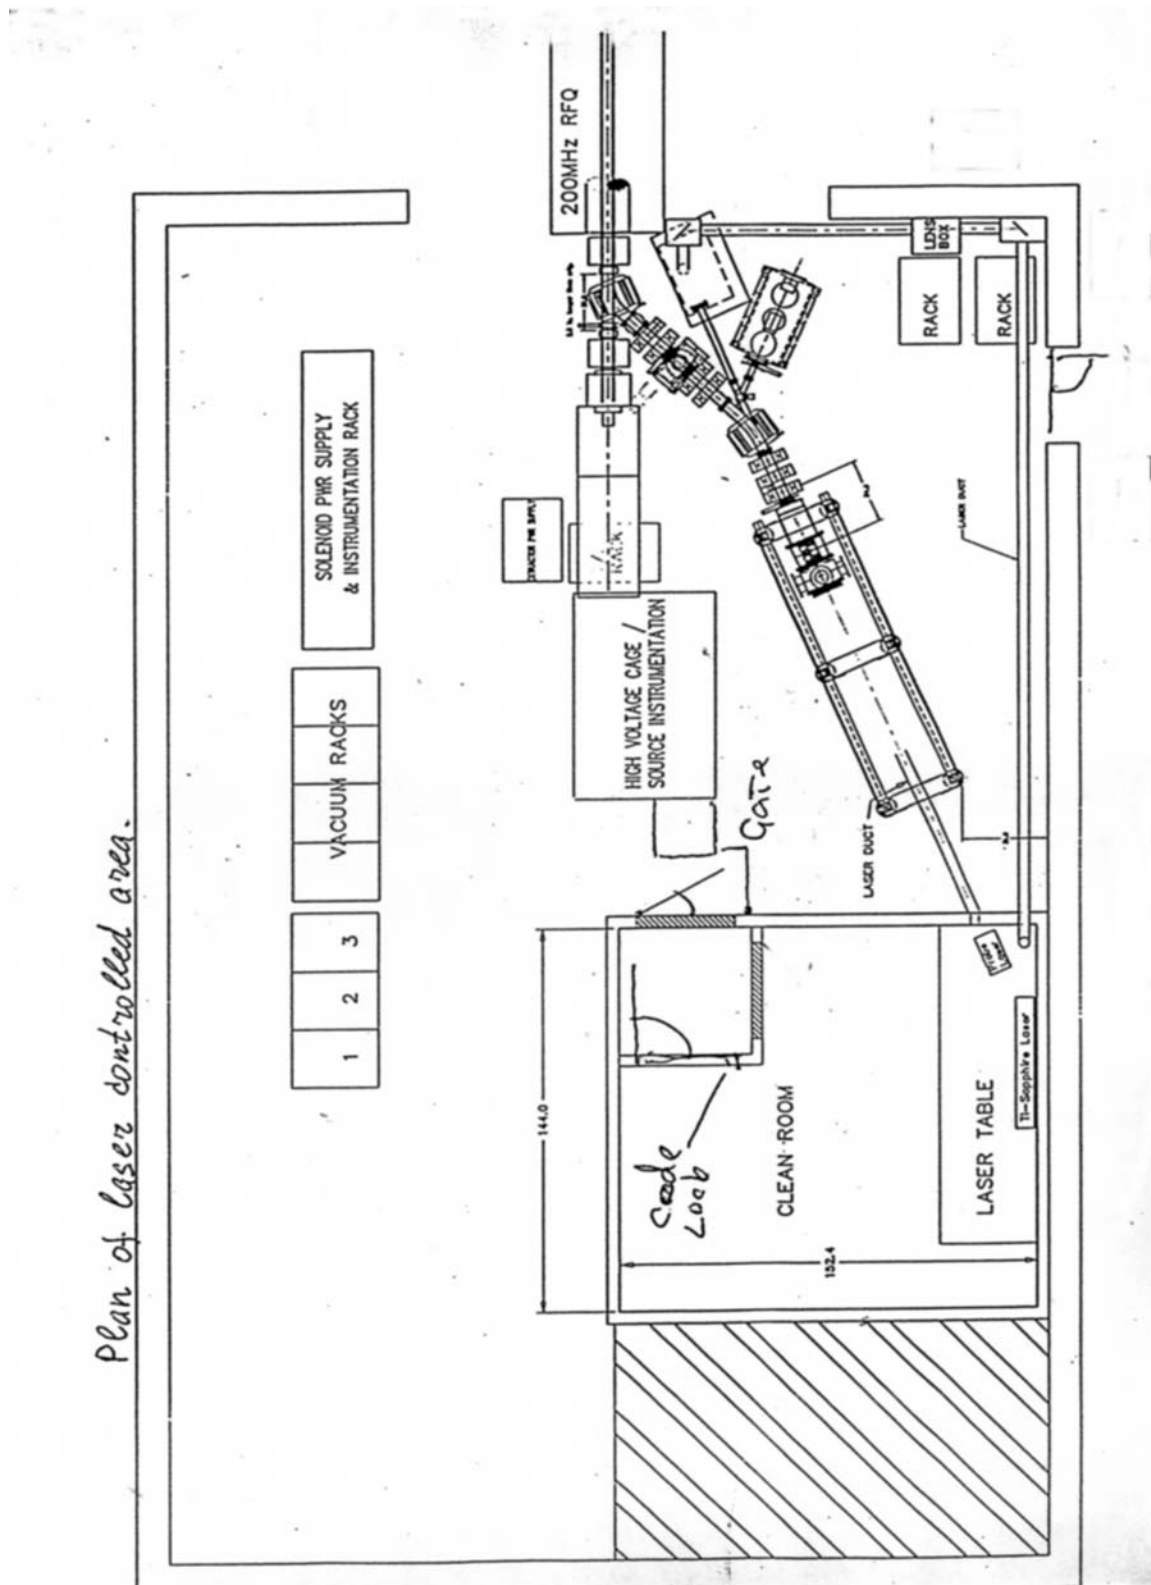 Plan of laser controlled area.
200MHz RFQ
LENS
BOX
RACK
RACK
SOLENOID PWR SUPPLY
& INSTRUMENTATION RACK
RACK
HIGH VOLTAGE CAGE /
SOURCE INSTRUMENTATION
VACUUM RACKS
1 2 3
LASER DUCT
LASER DUCT
Gate
144.0
152.4
CLEAN-ROOM
LASER TABLE
Ti-Sapphire Laser